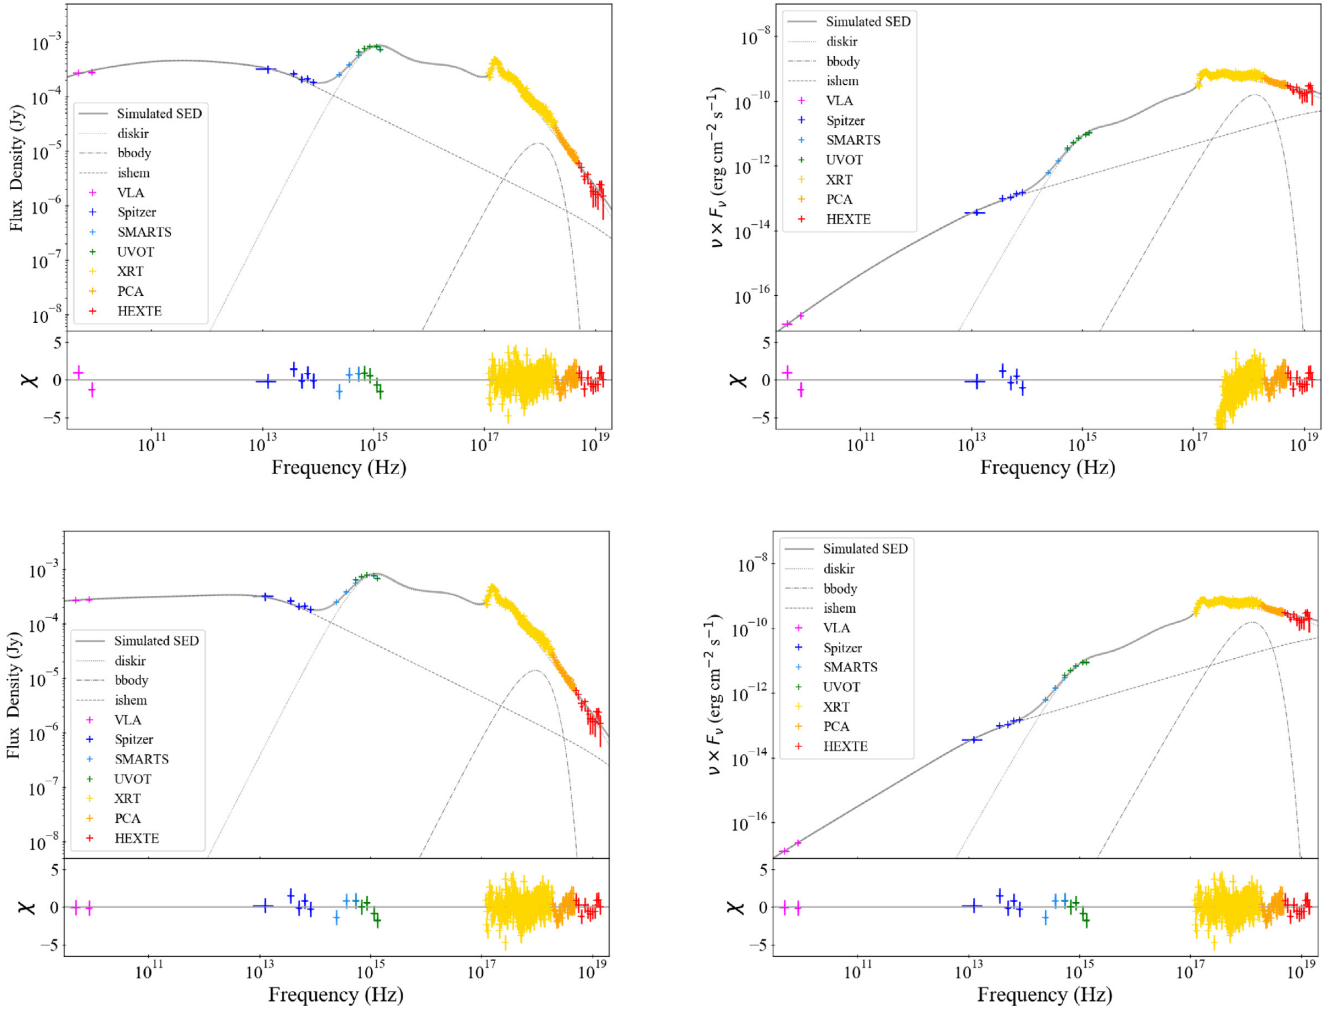 10⁻³
10⁻⁴
10⁻⁵
10⁻⁶
10⁻⁷
10⁻⁸
Flux Density (Jy)
Simulated SED
diskir
bbody
ishem
VLA
Spitzer
SMARTS
UVOT
XRT
PCA
HEXTE
5
0
−5
χ
10¹¹ 10¹³ 10¹⁵ 10¹⁷ 10¹⁹
Frequency (Hz)
10⁻⁸
10⁻¹⁰
10⁻¹²
10⁻¹⁴
10⁻¹⁶
ν × Fᵥ (erg cm⁻² s⁻¹)
Simulated SED
diskir
bbody
ishem
VLA
Spitzer
SMARTS
UVOT
XRT
PCA
HEXTE
5
0
−5
χ
10¹¹ 10¹³ 10¹⁵ 10¹⁷ 10¹⁹
Frequency (Hz)
10⁻³
10⁻⁴
10⁻⁵
10⁻⁶
10⁻⁷
10⁻⁸
Flux Density (Jy)
Simulated SED
diskir
bbody
ishem
VLA
Spitzer
SMARTS
UVOT
XRT
PCA
HEXTE
5
0
−5
χ
10¹¹ 10¹³ 10¹⁵ 10¹⁷ 10¹⁹
Frequency (Hz)
10⁻⁸
10⁻¹⁰
10⁻¹²
10⁻¹⁴
10⁻¹⁶
ν × Fᵥ (erg cm⁻² s⁻¹)
Simulated SED
diskir
bbody
ishem
VLA
Spitzer
SMARTS
UVOT
XRT
PCA
HEXTE
5
0
−5
χ
10¹¹ 10¹³ 10¹⁵ 10¹⁷ 10¹⁹
Frequency (Hz)